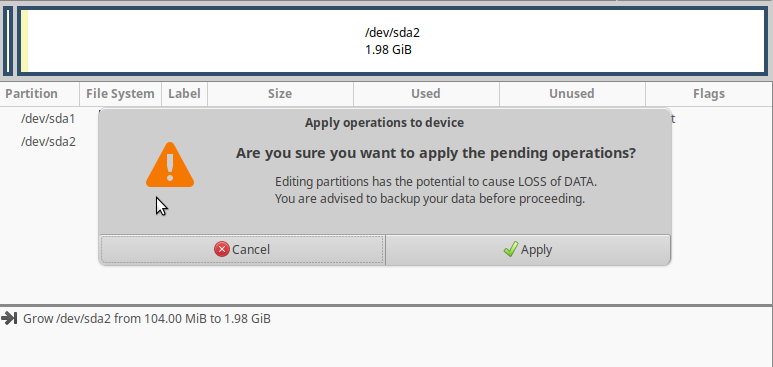 /dev/sda2
1.98 GiB
Partition File System Label Size Used Unused Flags
/dev/sda1
/dev/sda2
Apply operations to device
Are you sure you want to apply the pending operations?
Editing partitions has the potential to cause LOSS of DATA.
You are advised to backup your data before proceeding.
Cancel Apply
Grow /dev/sda2 from 104.00 MiB to 1.98 GiB